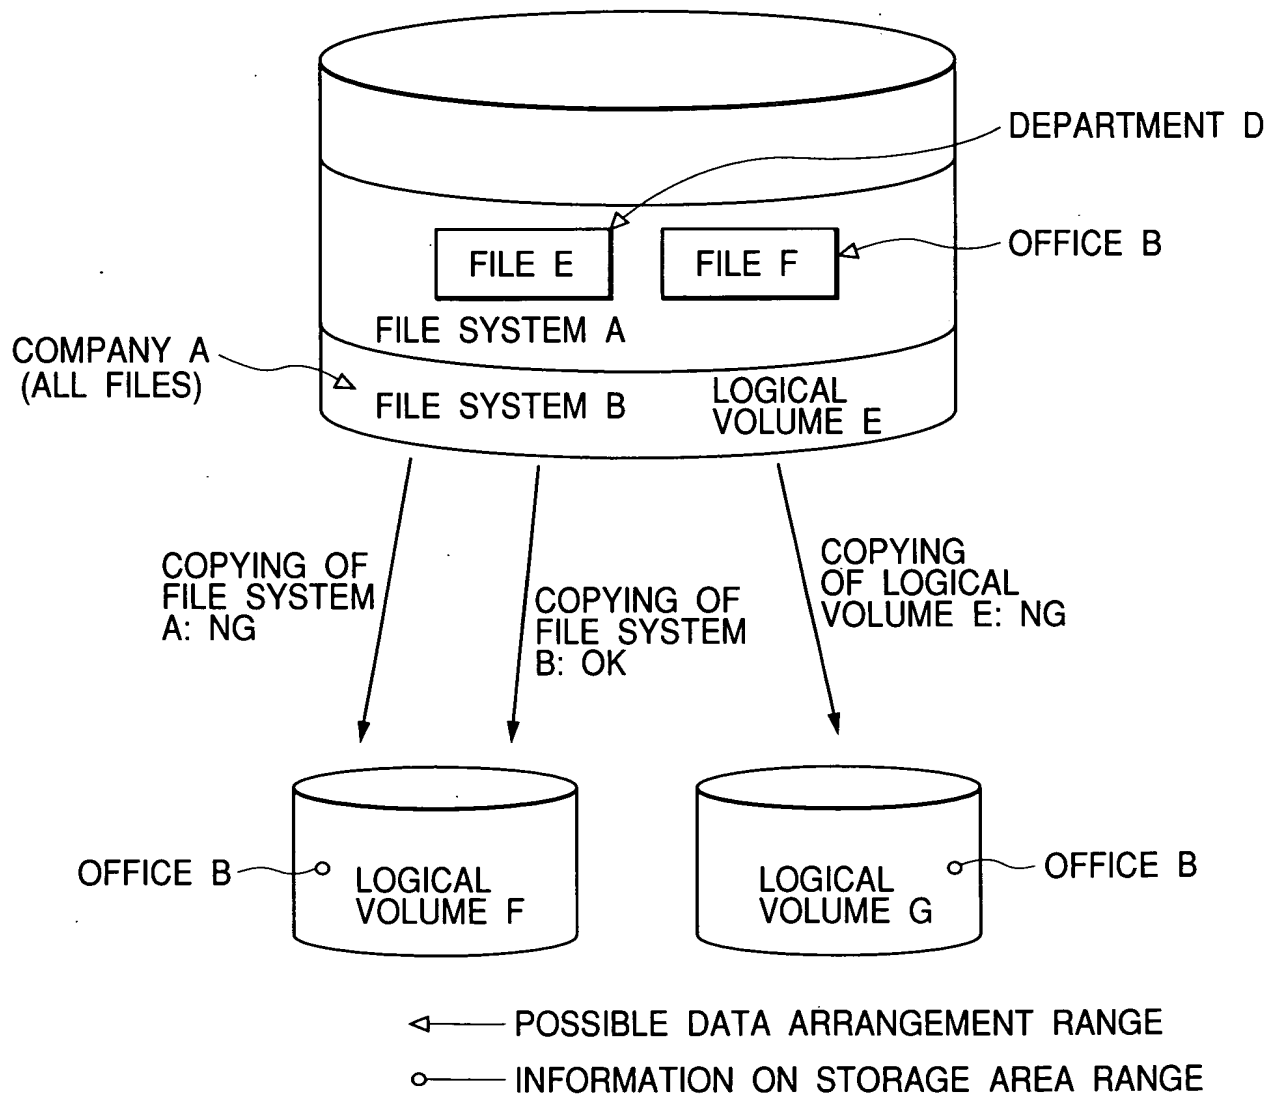 DEPARTMENT D
OFFICE B
FILE E
FILE F
FILE SYSTEM A
COMPANY A
(ALL FILES)
FILE SYSTEM B
LOGICAL
VOLUME E
COPYING OF
FILE SYSTEM
A: NG
COPYING OF
FILE SYSTEM
B: OK
COPYING
OF LOGICAL
VOLUME E: NG
OFFICE B
LOGICAL
VOLUME F
LOGICAL
VOLUME G
OFFICE B
POSSIBLE DATA ARRANGEMENT RANGE
INFORMATION ON STORAGE AREA RANGE